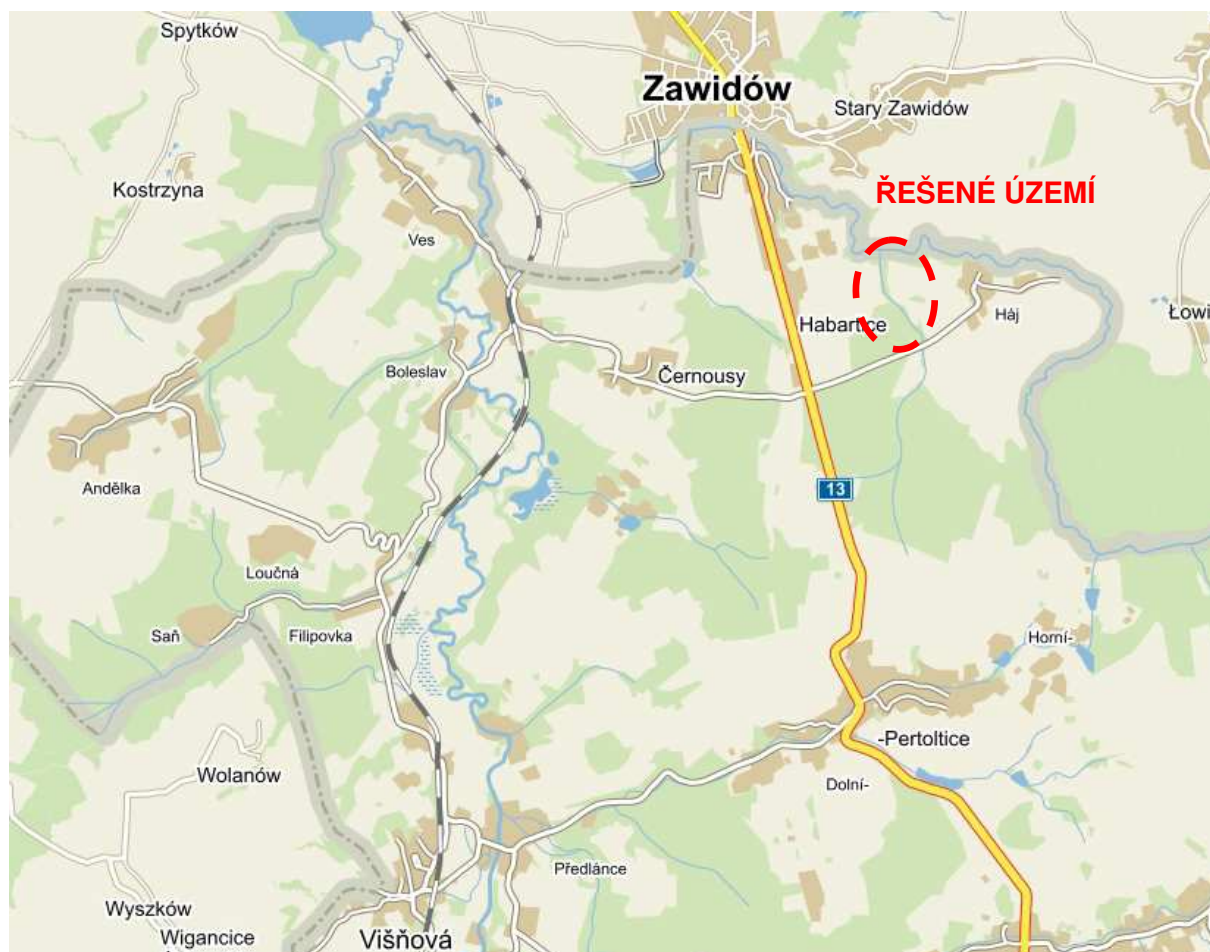 Spytków
Zawidów
Stary Zawidów
Kostrzyna
ŘEŠENÉ ÚZEMÍ
Ves
Háj
Łowi
Habartice
Boleslav
Černousy
Andělka
13
Loučná
Saň
Filipovka
Horní-
-Pertoltice
Wolanów
Dolní-
Předlánce
Wyszków
Wigancice
Višňová